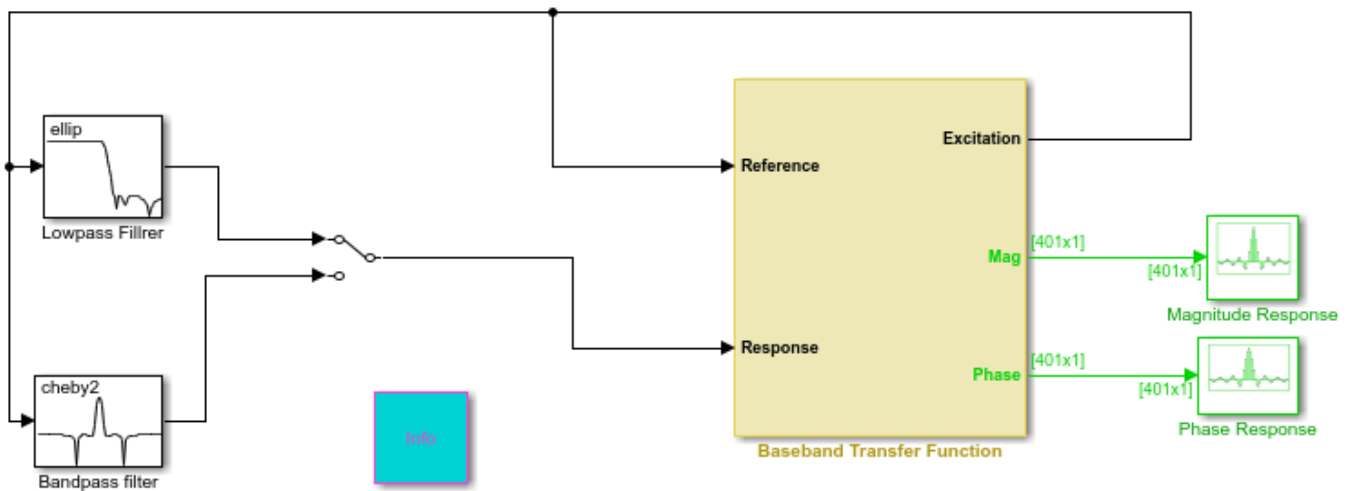 ellip
Lowpass Fillrer
cheby2
Bandpass filter
Info
Reference
Response
Excitation
Mag
Phase
Baseband Transfer Function
[401x1]
[401x1]
Magnitude Response
[401x1]
[401x1]
Phase Response